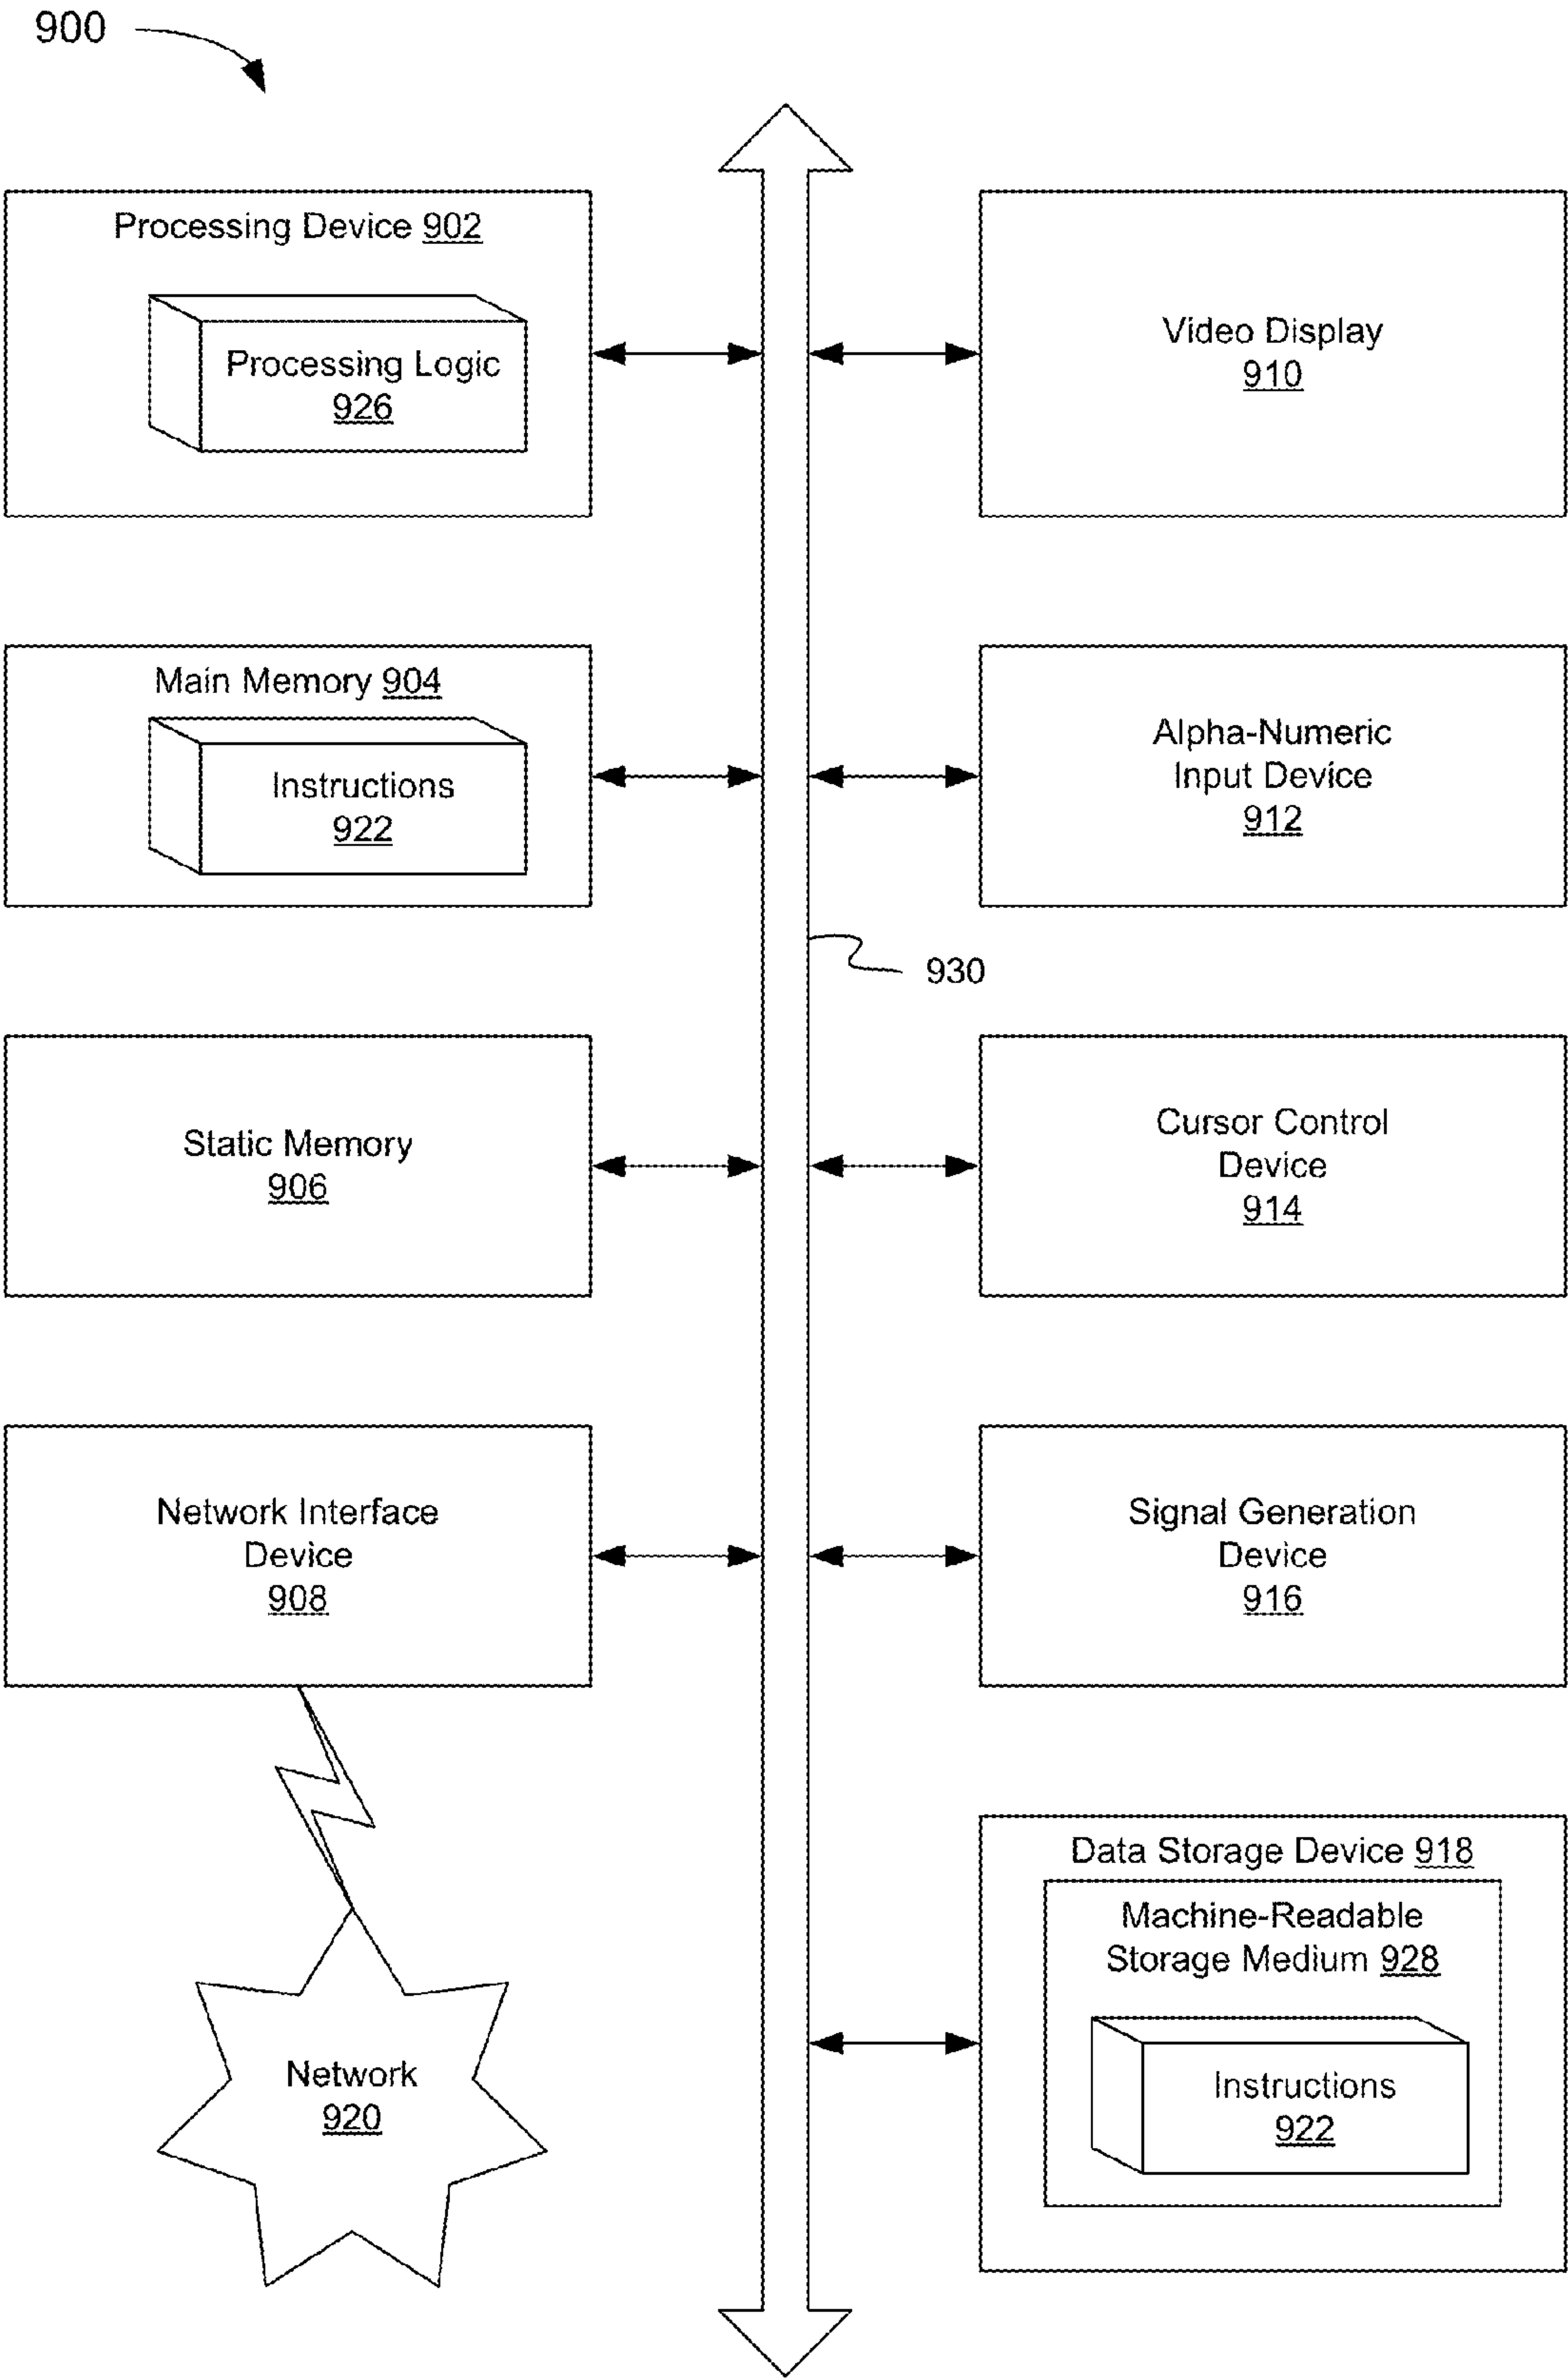 900
Processing Device 902
Processing Logic
926
Video Display
910
Main Memory 904
Instructions
922
Alpha-Numeric
Input Device
912
930
Static Memory
906
Cursor Control
Device
914
Network Interface
Device
908
Signal Generation
Device
916
Data Storage Device 918
Machine-Readable
Storage Medium 928
Instructions
922
Network
920